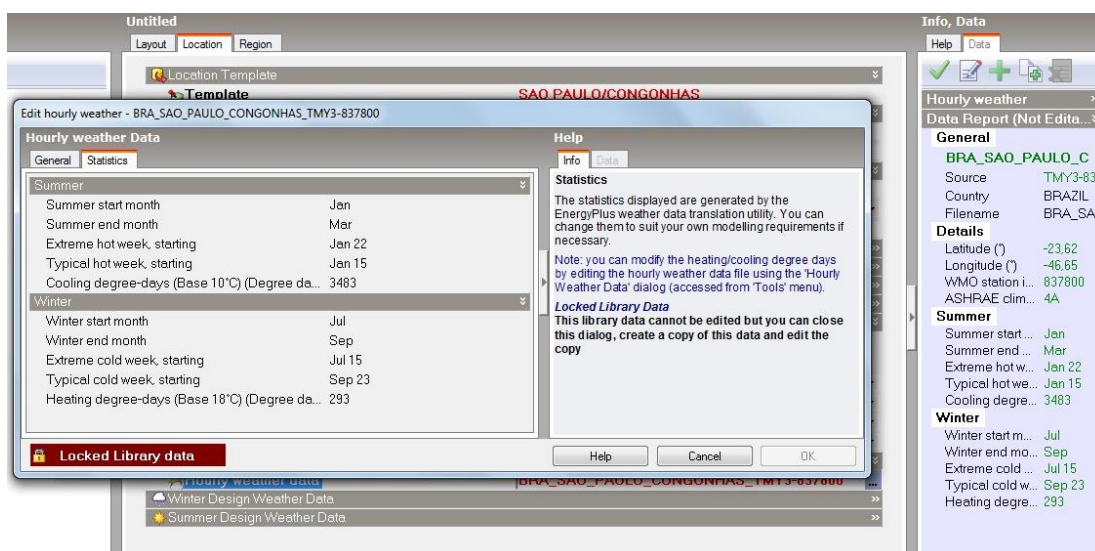 Untitled
Layout Location Region
Location Template
Template SAO PAULO/CONGONHAS
Edit hourly weather - BRA_SAO_PAULO_CONGONHAS_TMY3-837800
Hourly weather Data
General Statistics
Summer
Summer start month Jan
Summer end month Mar
Extreme hot week, starting Jan 22
Typical hot week, starting Jan 15
Cooling degree-days (Base 10°C) (Degree da... 3483
Winter
Winter start month Jul
Winter end month Sep
Extreme cold week, starting Jul 15
Typical cold week, starting Sep 23
Heating degree-days (Base 18°C) (Degree da... 293
Locked Library data
Help
Info Data
Statistics
The statistics displayed are generated by the
EnergyPlus weather data translation utility. You can
change them to suit your own modelling requirements if
necessary.
Note: you can modify the heating/cooling degree days
by editing the hourly weather data file using the 'Hourly
Weather Data' dialog (accessed from 'Tools' menu).
Locked Library Data
This library data cannot be edited but you can close
this dialog, create a copy of this data and edit the
copy
Help Cancel OK
Hourly weather data BRA_SAO_PAULO_CONGONHAS_TMY3-837800 ...
Winter Design Weather Data
Summer Design Weather Data
Info, Data
Help Data
Hourly weather
Data Report (Not Edita...
General
BRA_SAO_PAULO_C
Source TMY3-83
Country BRAZIL
Filename BRA_SA
Details
Latitude (°) -23,62
Longitude (°) -46,65
WMO station i... 837800
ASHRAE clim... 4A
Summer
Summer start ... Jan
Summer end ... Mar
Extreme hot w... Jan 22
Typical hot we... Jan 15
Cooling degre... 3483
Winter
Winter start m... Jul
Winter end mo... Sep
Extreme cold ... Jul 15
Typical cold w... Sep 23
Heating degre... 293